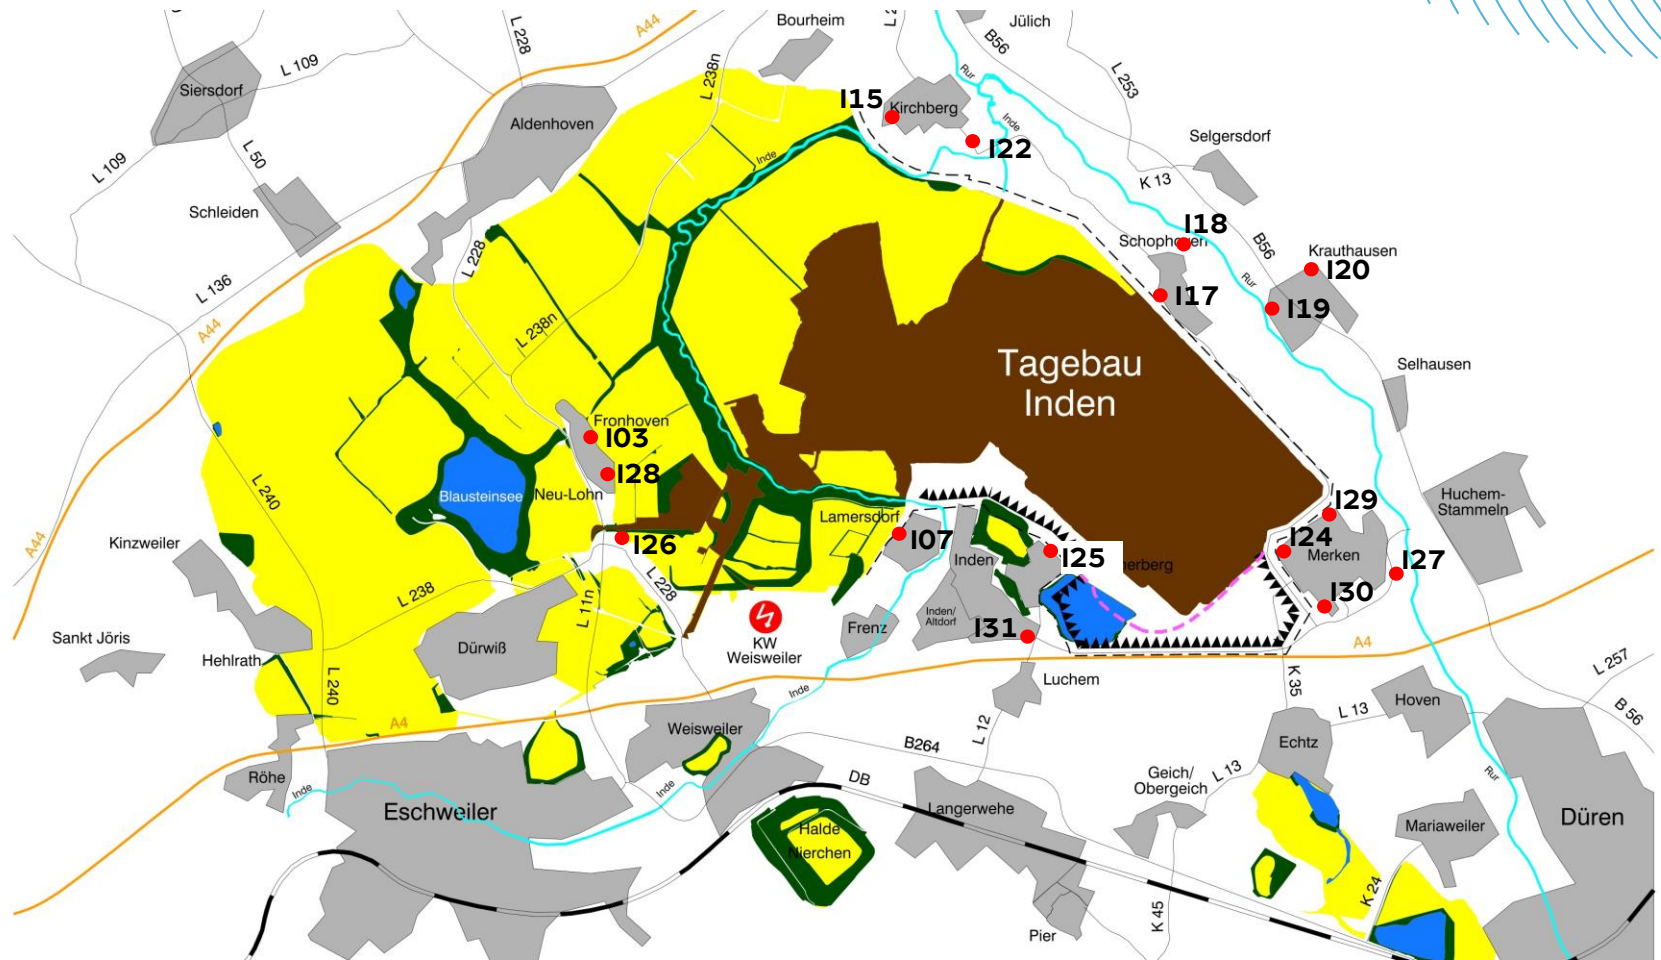 L 228
A44
Bourheim
L 2
Jülich
B56
Siersdorf
L 109
L 238n
Rur
L 253
I15
Kirchberg
Aldenhoven
Inde
Selgersdorf
I22
L 50
Inde
L 109
K 13
Schleiden
I18
Schophoven
B56
Krauthausen
I20
L 228
L 136
Rur
I17
I19
A44
L 238n
Tagebau
Inden
Selhausen
Fronhoven
I03
I28
Blausteinsee
Neu-Lohn
L 240
Huchem-
Stammeln
Lamersdorf
I29
A44
Kinzweiler
I26
I07
Inden
I25
nerberg
I24
Merken
I27
L 238
L 11n
L 228
KW
Weisweiler
Frenz
Inden/
Altdorf
I31
I30
Sankt Jöris
Hehlrath
Dürwiß
A4
L 257
L 240
Luchem
K 35
Inde
Hoven
B 56
A4
Weisweiler
L 12
L 13
B264
Echtz
Röhe
Inde
Inde
DB
Geich/
Obergeich
L 13
Rur
Eschweiler
Langerwehe
Halde
Nierchen
Mariaweiler
Düren
K 24
K 45
Pier